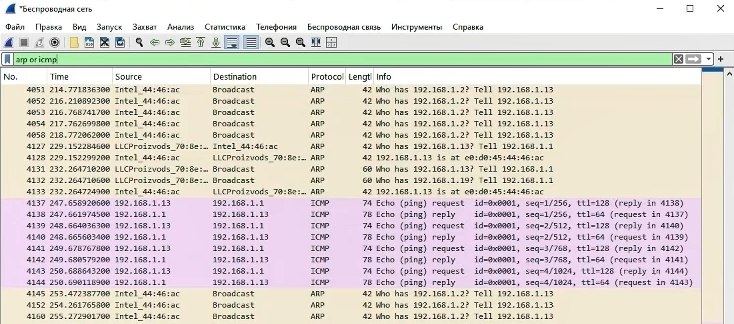 *Беспроводная сеть
Файл Правка Вид Запуск Захват Анализ Статистика Телефония Беспроводная связь Инструменты Справка
arp or icmp
No. Time Source Destination Protocol Lengtl Info
4051 214.771836300 Intel_44:46:ac Broadcast ARP 42 Who has 192.168.1.2? Tell 192.168.1.13
4052 216.210892300 Intel_44:46:ac Broadcast ARP 42 Who has 192.168.1.2? Tell 192.168.1.13
4053 216.768741700 Intel_44:46:ac Broadcast ARP 42 Who has 192.168.1.2? Tell 192.168.1.13
4054 217.762699800 Intel_44:46:ac Broadcast ARP 42 Who has 192.168.1.2? Tell 192.168.1.13
4058 218.772062000 Intel_44:46:ac Broadcast ARP 42 Who has 192.168.1.2? Tell 192.168.1.13
4127 229.152284600 LLCProizvods_70:8e:… Intel_44:46:ac ARP 42 Who has 192.168.1.13? Tell 192.168.1.1
4128 229.152299200 Intel_44:46:ac LLCProizvods_70:8e:… ARP 42 192.168.1.13 is at e0:d0:45:44:46:ac
4131 232.264710200 LLCProizvods_70:8e:… Broadcast ARP 60 Who has 192.168.1.13? Tell 192.168.1.1
4132 232.264710600 LLCProizvods_70:8e:… Broadcast ARP 60 Who has 192.168.1.19? Tell 192.168.1.1
4133 232.264724900 Intel_44:46:ac LLCProizvods_70:8e:… ARP 42 192.168.1.13 is at e0:d0:45:44:46:ac
4137 247.658920600 192.168.1.13 192.168.1.1 ICMP 74 Echo (ping) request id=0x0001, seq=1/256, ttl=128 (reply in 4138)
4138 247.661974500 192.168.1.1 192.168.1.13 ICMP 78 Echo (ping) reply id=0x0001, seq=1/256, ttl=64 (request in 4137)
4139 248.664036300 192.168.1.13 192.168.1.1 ICMP 74 Echo (ping) request id=0x0001, seq=2/512, ttl=128 (reply in 4140)
4140 248.665603400 192.168.1.1 192.168.1.13 ICMP 78 Echo (ping) reply id=0x0001, seq=2/512, ttl=64 (request in 4139)
4141 249.678767800 192.168.1.13 192.168.1.1 ICMP 74 Echo (ping) request id=0x0001, seq=3/768, ttl=128 (reply in 4142)
4142 249.680579200 192.168.1.1 192.168.1.13 ICMP 78 Echo (ping) reply id=0x0001, seq=3/768, ttl=64 (request in 4141)
4143 250.688643200 192.168.1.13 192.168.1.1 ICMP 74 Echo (ping) request id=0x0001, seq=4/1024, ttl=128 (reply in 4144)
4144 250.690118900 192.168.1.1 192.168.1.13 ICMP 78 Echo (ping) reply id=0x0001, seq=4/1024, ttl=64 (request in 4143)
4145 253.472387700 Intel_44:46:ac Broadcast ARP 42 Who has 192.168.1.2? Tell 192.168.1.13
4152 254.261765800 Intel_44:46:ac Broadcast ARP 42 Who has 192.168.1.2? Tell 192.168.1.13
4160 255.272901700 Intel_44:46:ac Broadcast ARP 42 Who has 192.168.1.2? Tell 192.168.1.13